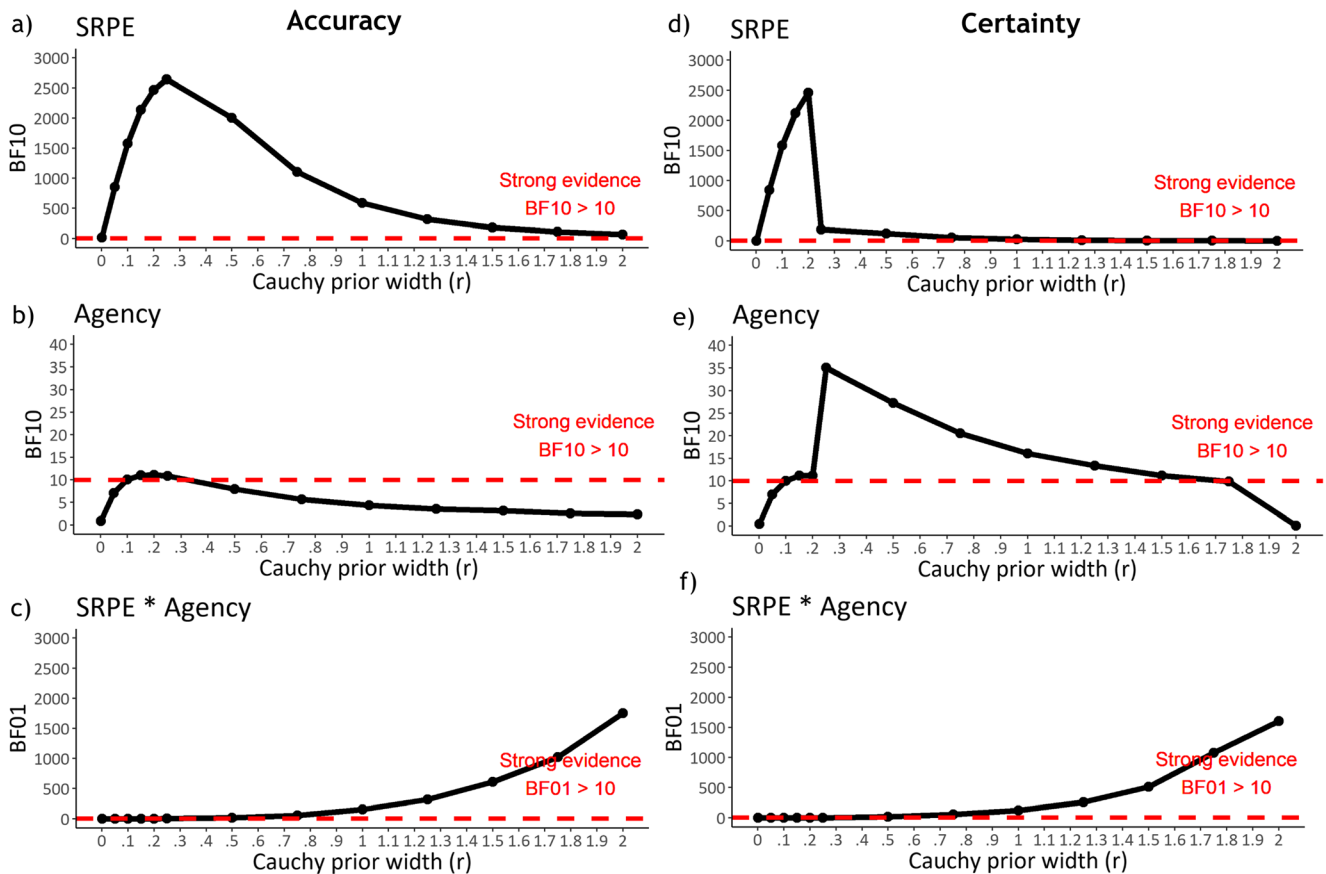 a) SRPE Accuracy
3000
2500
2000
1500
1000
500
0
BF10
Strong evidence
BF10 > 10
0 .1 .2 .3 .4 .5 .6 .7 .8 .9 1 1.1 1.2 1.3 1.4 1.5 1.6 1.7 1.8 1.9 2
Cauchy prior width (r)
b) Agency
40
35
30
25
20
15
10
5
0
BF10
Strong evidence
BF10 > 10
0 .1 .2 .3 .4 .5 .6 .7 .8 .9 1 1.1 1.2 1.3 1.4 1.5 1.6 1.7 1.8 1.9 2
Cauchy prior width (r)
c) SRPE * Agency
3000
2500
2000
1500
1000
500
0
BF01
Strong evidence
BF01 > 10
0 .1 .2 .3 .4 .5 .6 .7 .8 .9 1 1.1 1.2 1.3 1.4 1.5 1.6 1.7 1.8 1.9 2
Cauchy prior width (r)
d) SRPE Certainty
3000
2500
2000
1500
1000
500
0
BF10
Strong evidence
BF10 > 10
0 .1 .2 .3 .4 .5 .6 .7 .8 .9 1 1.1 1.2 1.3 1.4 1.5 1.6 1.7 1.8 1.9 2
Cauchy prior width (r)
e) Agency
40
35
30
25
20
15
10
5
0
BF10
Strong evidence
BF10 > 10
0 .1 .2 .3 .4 .5 .6 .7 .8 .9 1 1.1 1.2 1.3 1.4 1.5 1.6 1.7 1.8 1.9 2
Cauchy prior width (r)
f) SRPE * Agency
3000
2500
2000
1500
1000
500
0
BF01
Strong evidence
BF01 > 10
0 .1 .2 .3 .4 .5 .6 .7 .8 .9 1 1.1 1.2 1.3 1.4 1.5 1.6 1.7 1.8 1.9 2
Cauchy prior width (r)